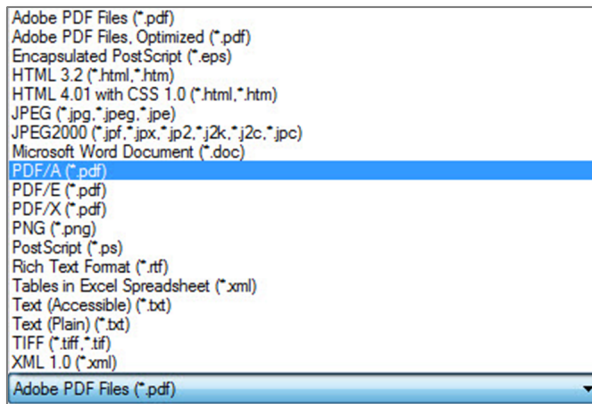 Adobe PDF Files (*.pdf)
Adobe PDF Files, Optimized (*.pdf)
Encapsulated PostScript (*.eps)
HTML 3.2 (*.html,*.htm)
HTML 4.01 with CSS 1.0 (*.html,*.htm)
JPEG (*.jpg,*.jpeg,*.jpe)
JPEG2000 (*.jpf,*.jpx,*.jp2,*.j2k,*.j2c,*.jpc)
Microsoft Word Document (*.doc)
PDF/A (*.pdf)
PDF/E (*.pdf)
PDF/X (*.pdf)
PNG (*.png)
PostScript (*.ps)
Rich Text Format (*.rtf)
Tables in Excel Spreadsheet (*.xml)
Text (Accessible) (*.txt)
Text (Plain) (*.txt)
TIFF (*.tiff,*.tif)
XML 1.0 (*.xml)
Adobe PDF Files (*.pdf)